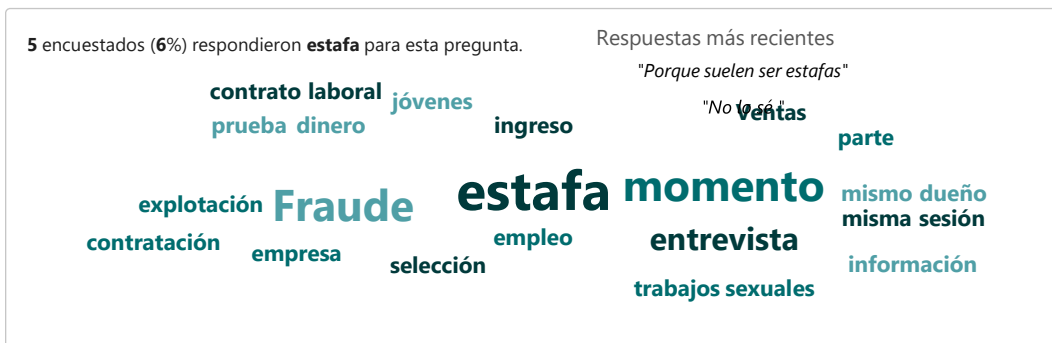 5 encuestados (6%) respondieron estafa para esta pregunta.
Respuestas más recientes
"Porque suelen ser estafas"
"No lo sé "
contrato laboral
jóvenes
prueba dinero
ingreso
Ventas
parte
explotación
Fraude
estafa
momento
mismo dueño
misma sesión
contratación
empresa
empleo
entrevista
selección
información
trabajos sexuales